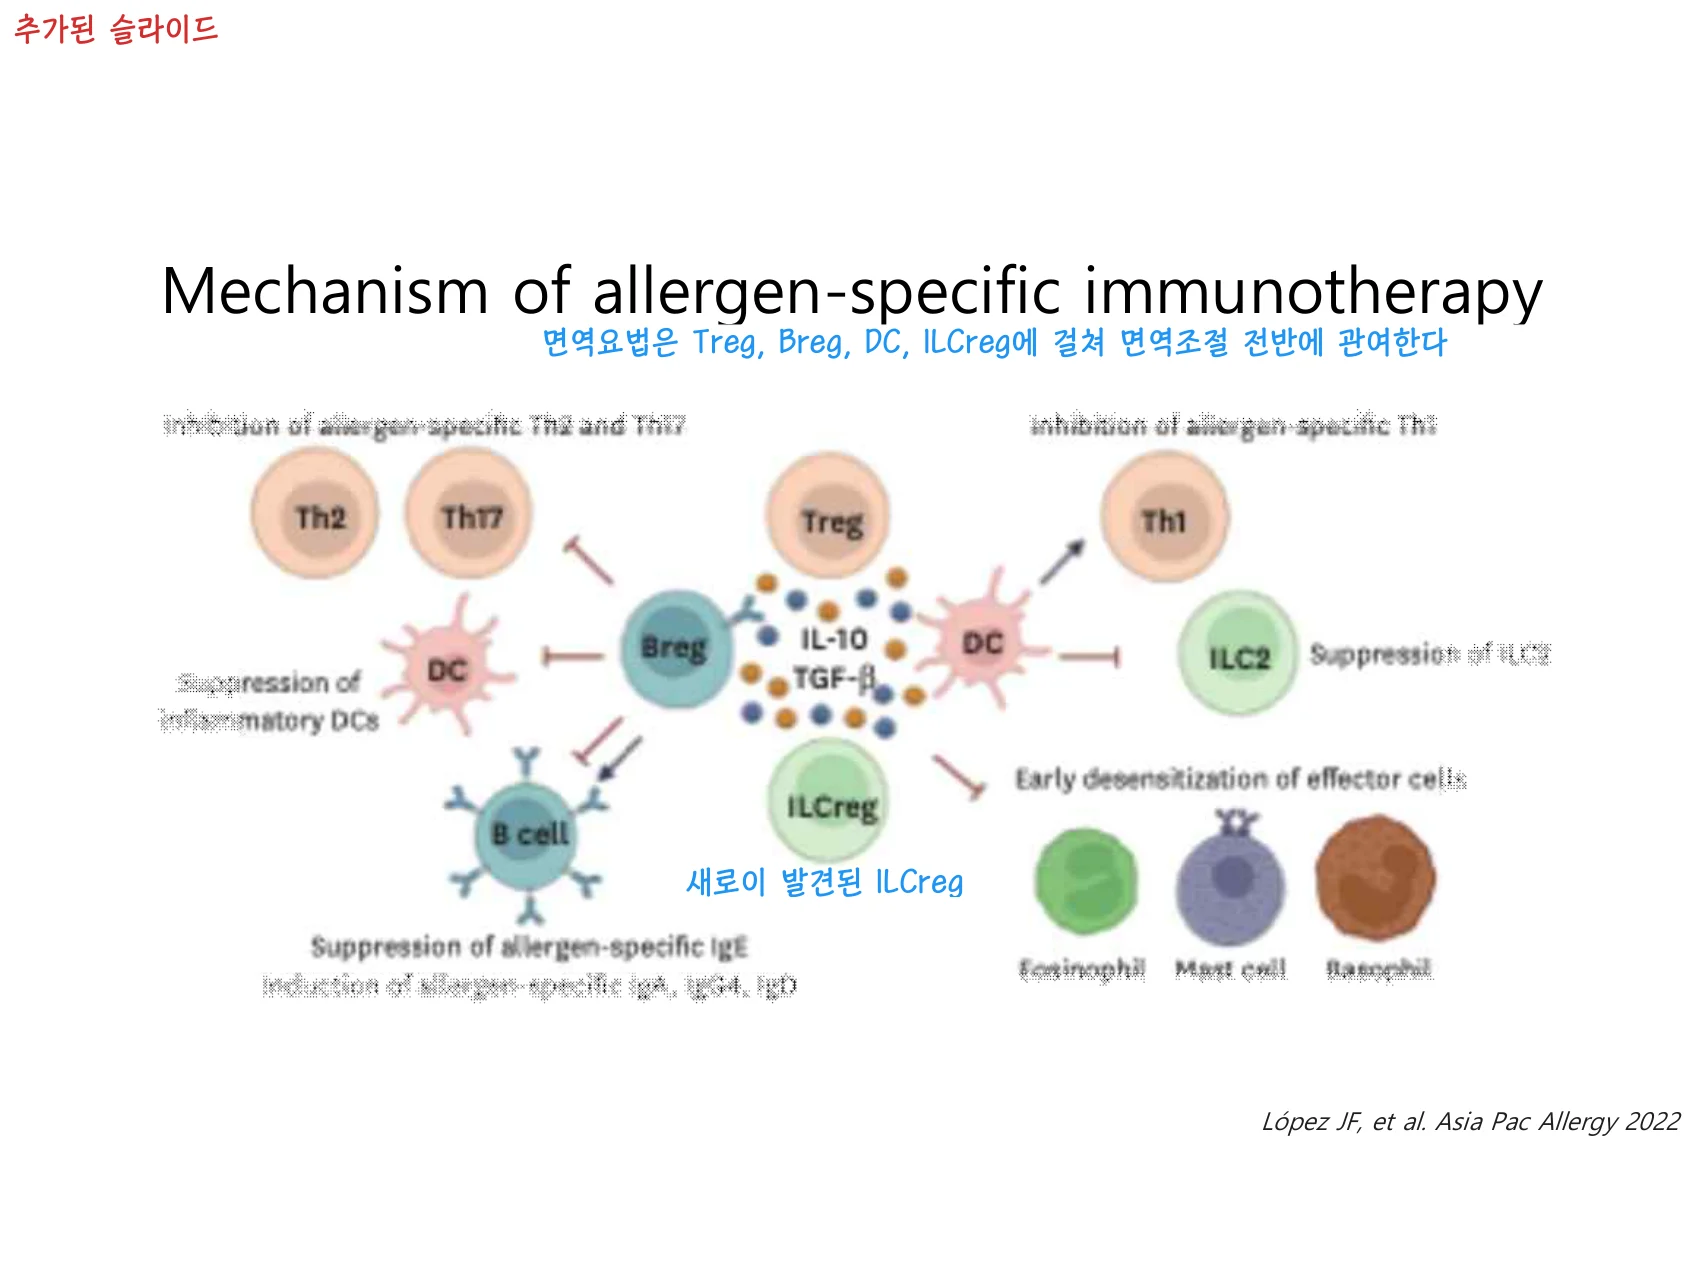 추가된 슬라이드
Mechanism of allergen-specific immunotherapy
면역요법은 Treg, Breg, DC, ILCreg에 걸쳐 면역조절 전반에 관여한다
Inhibition of allergen-specific Th2 and Th17
Inhibition of allergen-specific Th1
Th2
Th17
Treg
Th1
Breg
IL-10
TGF-β
DC
ILC2
Suppression of ILC2
DC
Suppression of
inflammatory DCs
Early desensitization of effector cells
ILCreg
B cell
새로이 발견된 ILCreg
Suppression of allergen-specific IgE
Induction of allergen-specific IgA, IgG4, IgD
Eosinophil
Mast cell
Basophil
López JF, et al. Asia Pac Allergy 2022